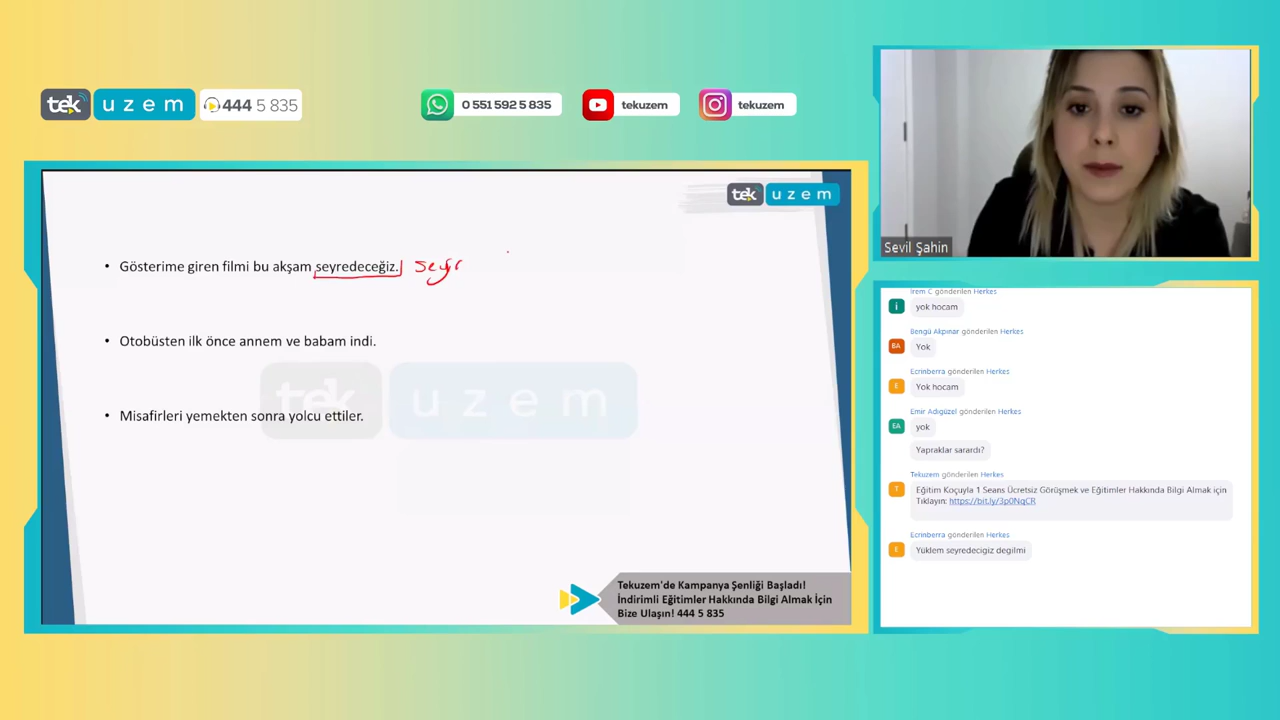 tek uzem 444 5 835
0 551 592 5 835
tekuzem
tekuzem
tek uzem
• Gösterime giren filmi bu akşam seyredeceğiz. Seyr
• Otobüsten ilk önce annem ve babam indi.
tek uzem
• Misafirleri yemekten sonra yolcu ettiler.
Tekuzem'de Kampanya Şenliği Başladı!
İndirimli Eğitimler Hakkında Bilgi Almak İçin
Bize Ulaşın! 444 5 835
Sevil Şahin
İrem C gönderilen Herkes
i
yok hocam
Bengü Akpınar gönderilen Herkes
BA
Yok
Ecrinberra gönderilen Herkes
E
Yok hocam
Emir Adıgüzel gönderilen Herkes
EA
yok
Yapraklar sarardı?
Tekuzem gönderilen Herkes
T
Eğitim Koçuyla 1 Seans Ücretsiz Görüşmek ve Eğitimler Hakkında Bilgi Almak için
Tıklayın: https://bit.ly/3p0NqCR
Ecrinberra gönderilen Herkes
E
Yüklem seyredecigiz degilmi